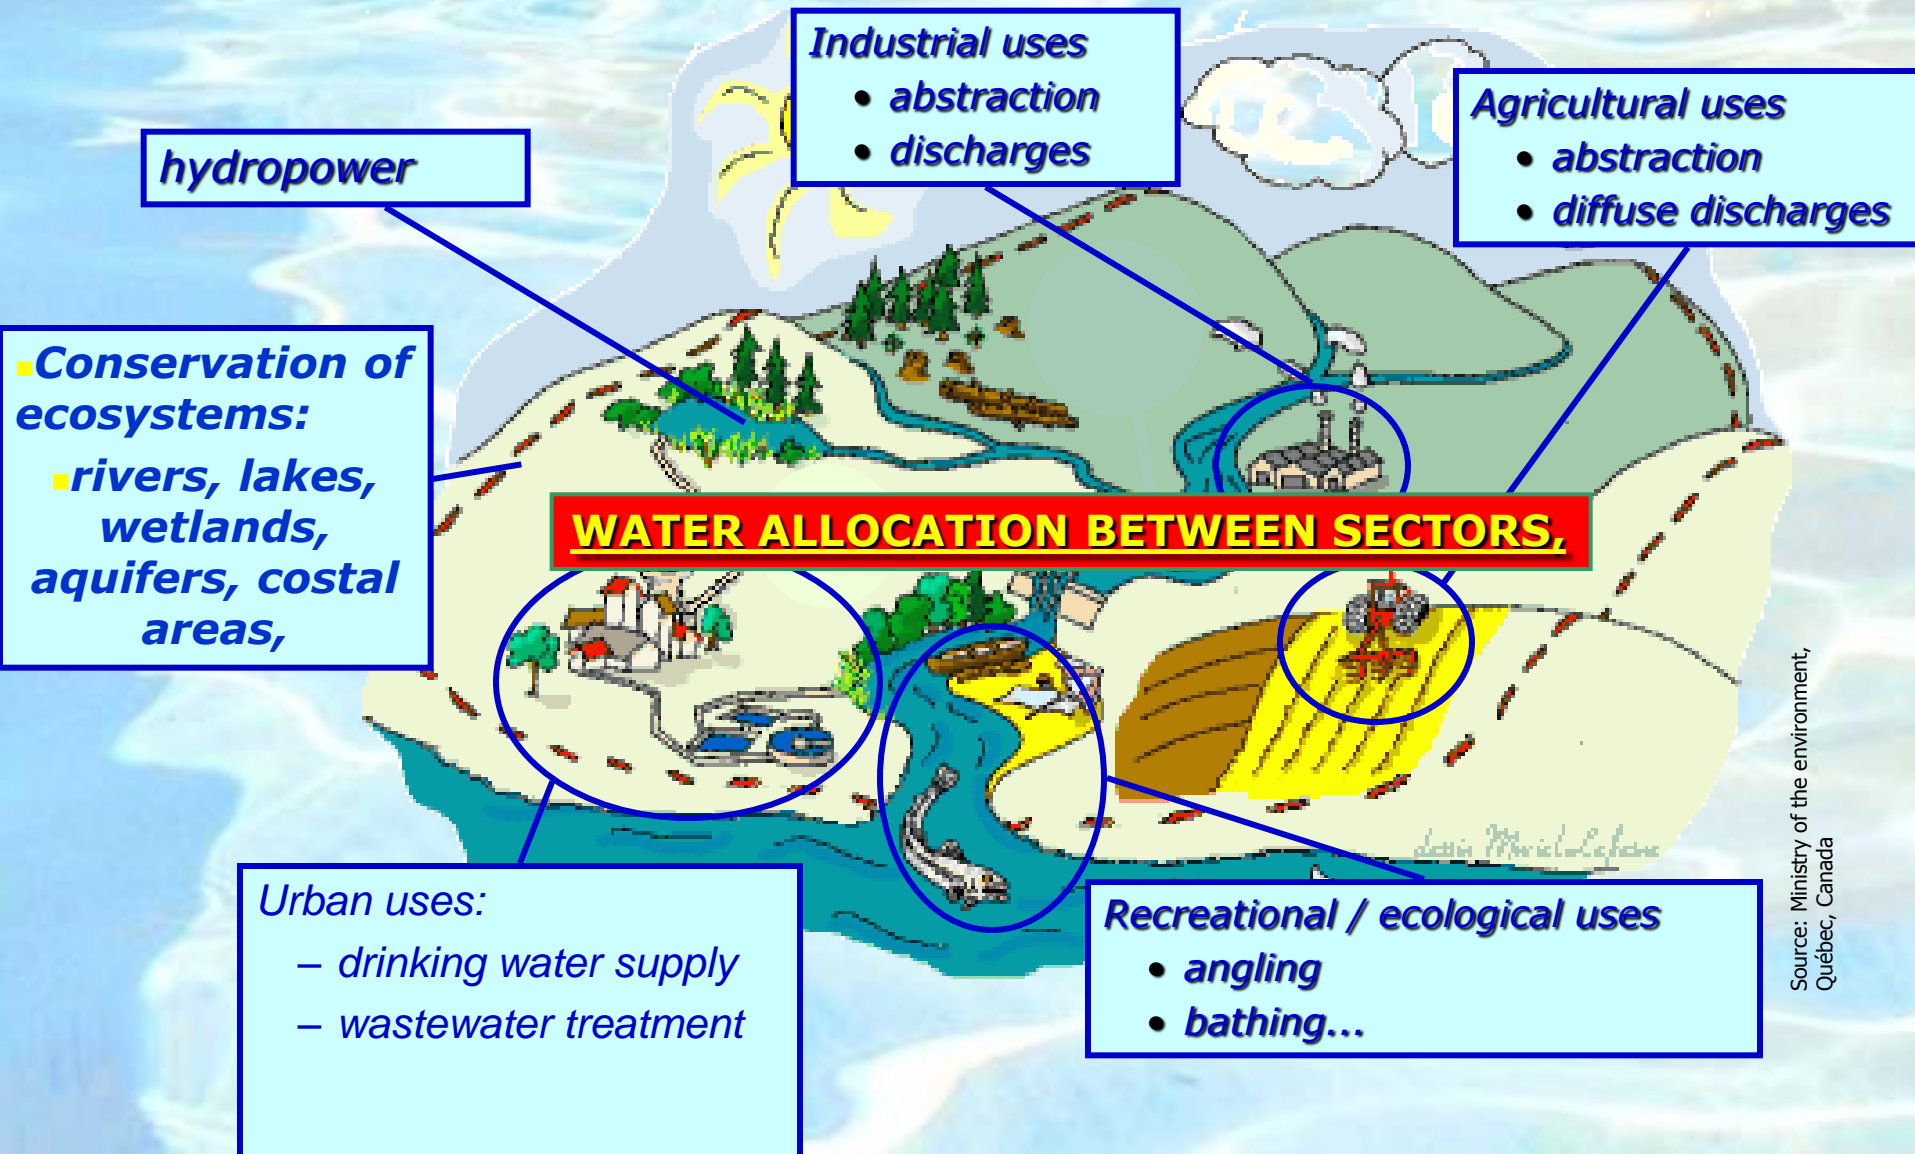 Industrial uses
• abstraction
• discharges
Agricultural uses
• abstraction
• diffuse discharges
hydropower
Conservation of
ecosystems:
rivers, lakes,
wetlands,
aquifers, costal
areas,
WATER ALLOCATION BETWEEN SECTORS,
Urban uses:
– drinking water supply
– wastewater treatment
Recreational / ecological uses
• angling
• bathing...
Source: Ministry of the environment,
Québec, Canada